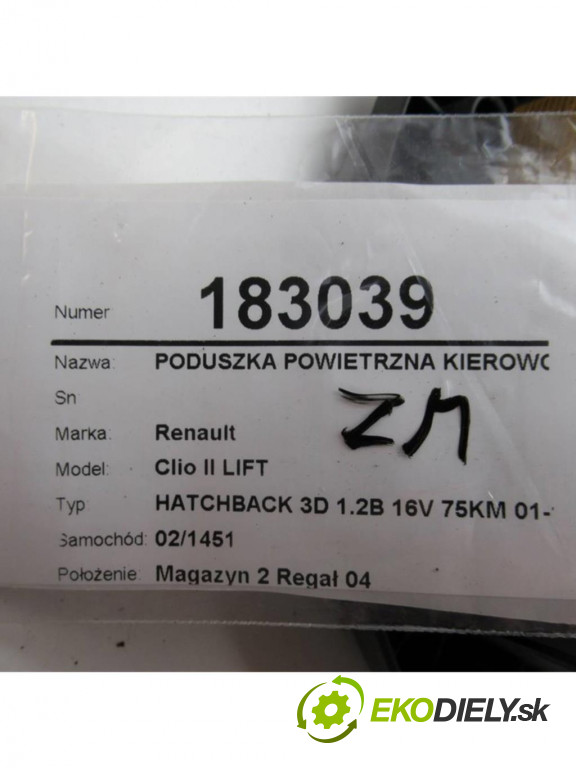 Numer 183039
Nazwa: PODUSZKA POWIETRZNA KIEROWC
Sn
ZM
Marka: Renault
Model: Clio II LIFT
Typ HATCHBACK 3D 1.2B 16V 75KM 01-
Samochód: 02/1451
Położenie: Magazyn 2 Regał 04
EKODIELY.sk